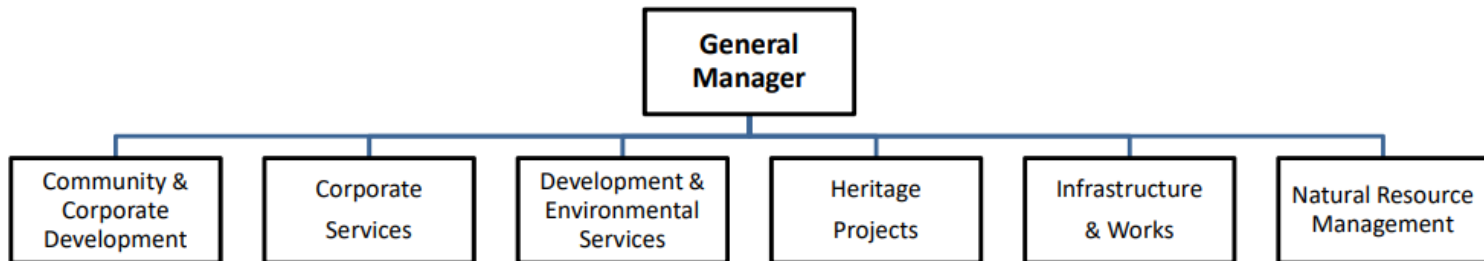 General
Manager
Community &
Corporate
Development
Corporate
Services
Development &
Environmental
Services
Heritage
Projects
Infrastructure
& Works
Natural Resource
Management